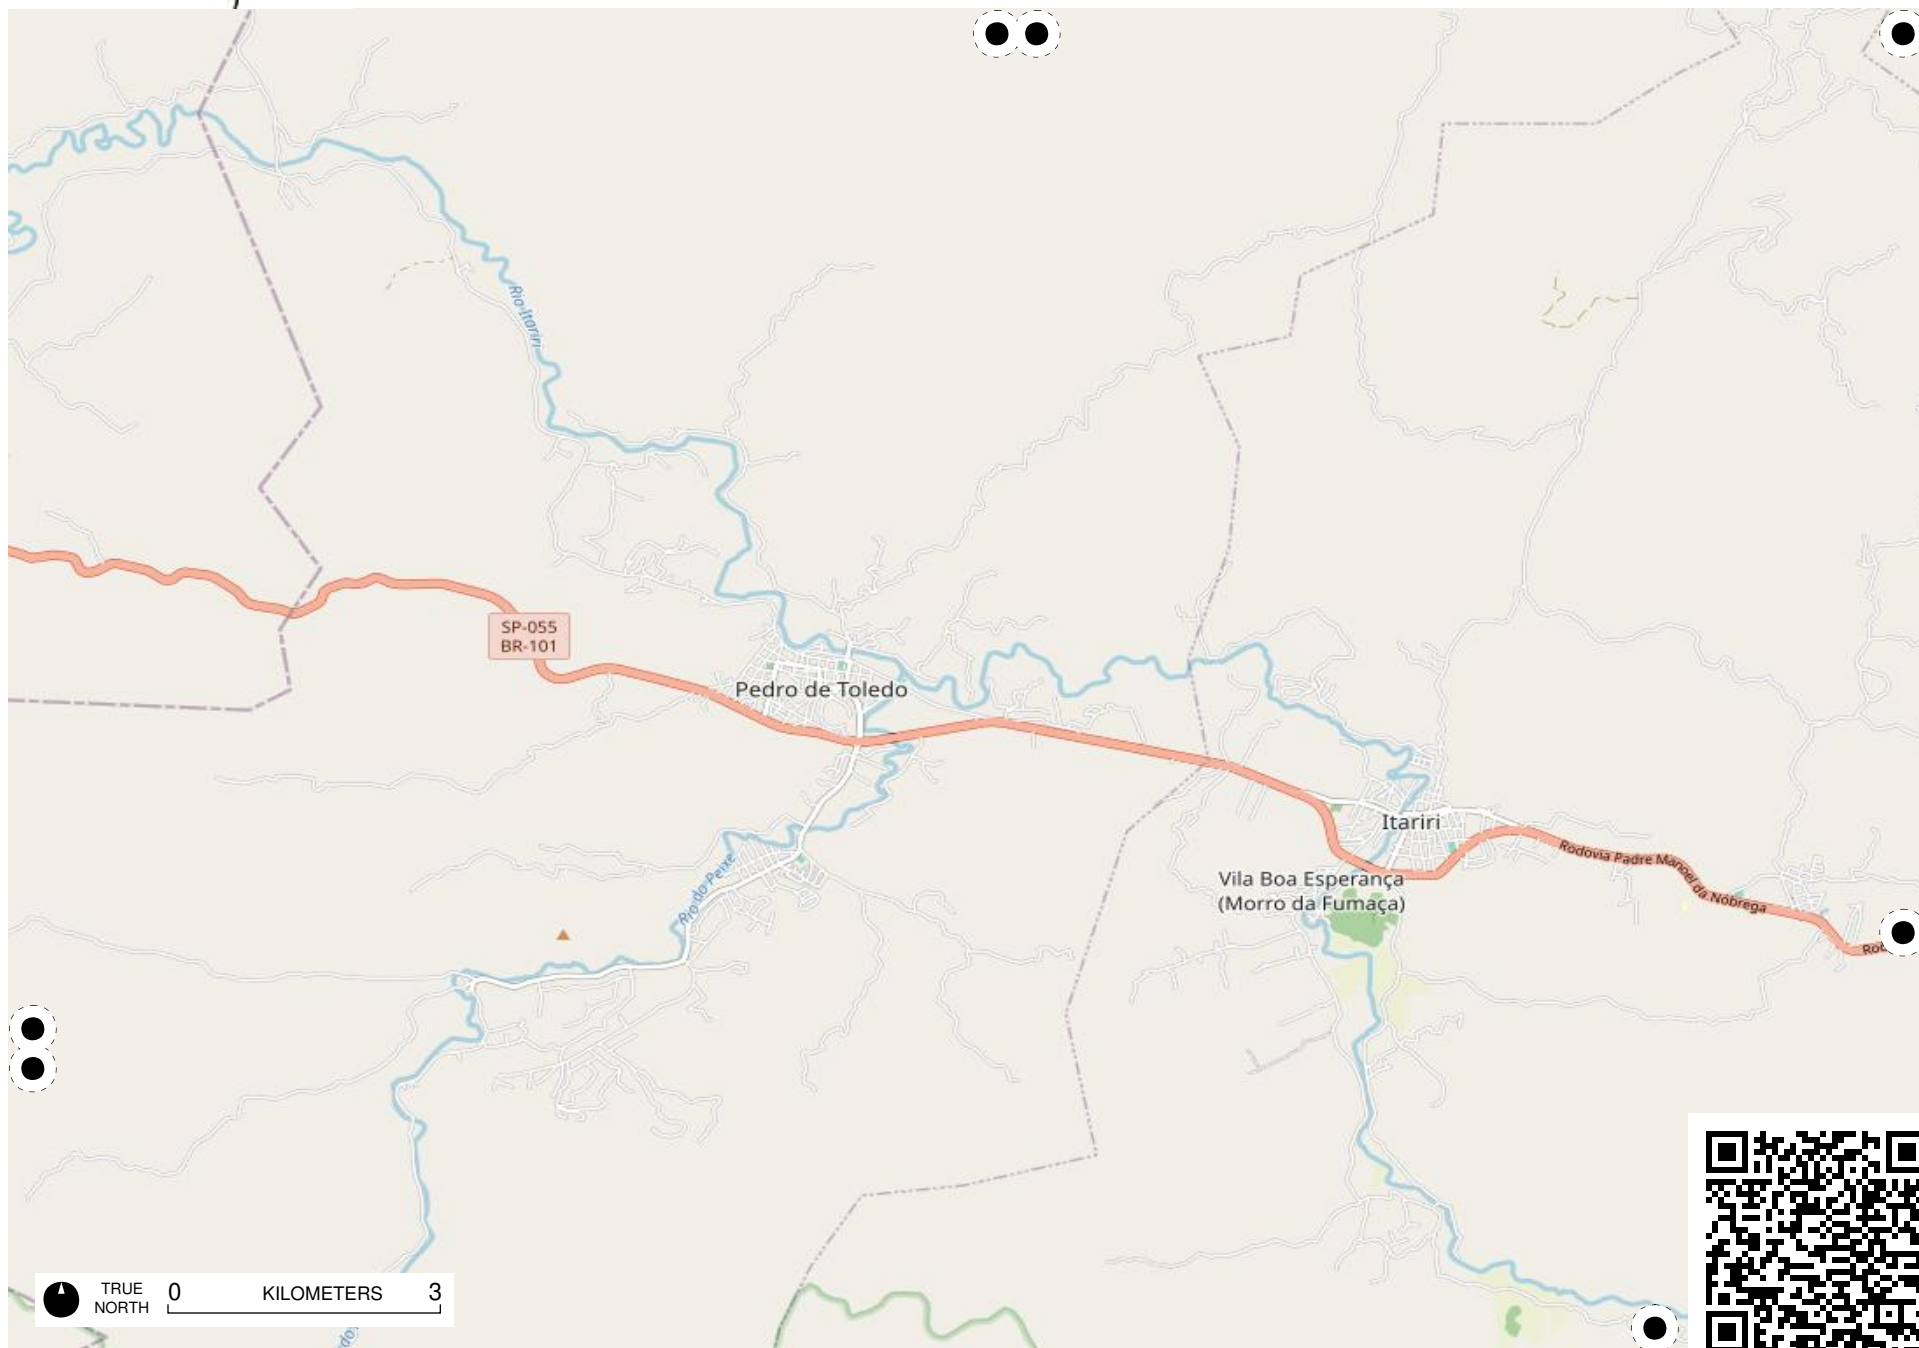 Rio Itariri
SP-055
BR-101
Pedro de Toledo
Itariri
Rodovia Padre Manoel da Nóbrega
Vila Boa Esperança
(Morro da Fumaça)
Rio do Peixe
TRUE
NORTH
0 KILOMETERS 3